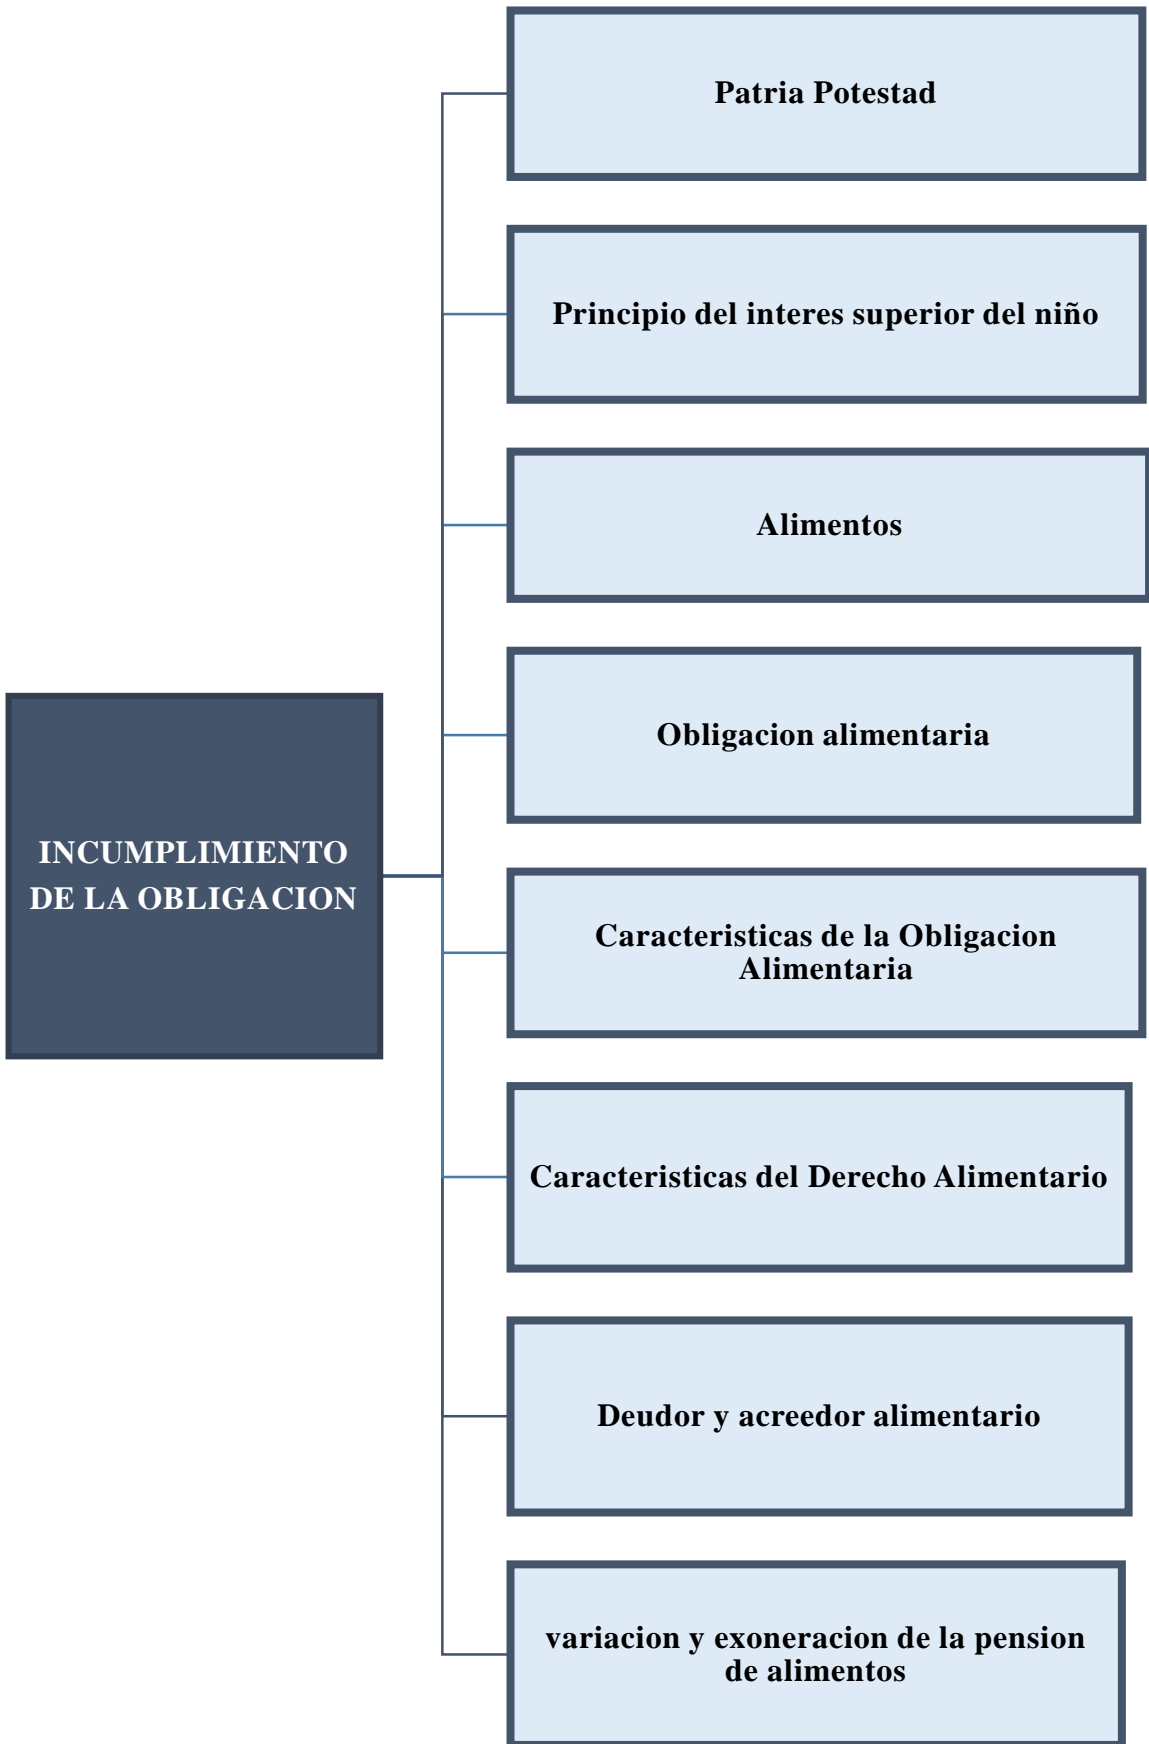 Patria Potestad
Principio del interes superior del niño
Alimentos
Obligacion alimentaria
INCUMPLIMIENTO
DE LA OBLIGACION
Caracteristicas de la Obligacion
Alimentaria
Caracteristicas del Derecho Alimentario
Deudor y acreedor alimentario
variacion y exoneracion de la pension
de alimentos